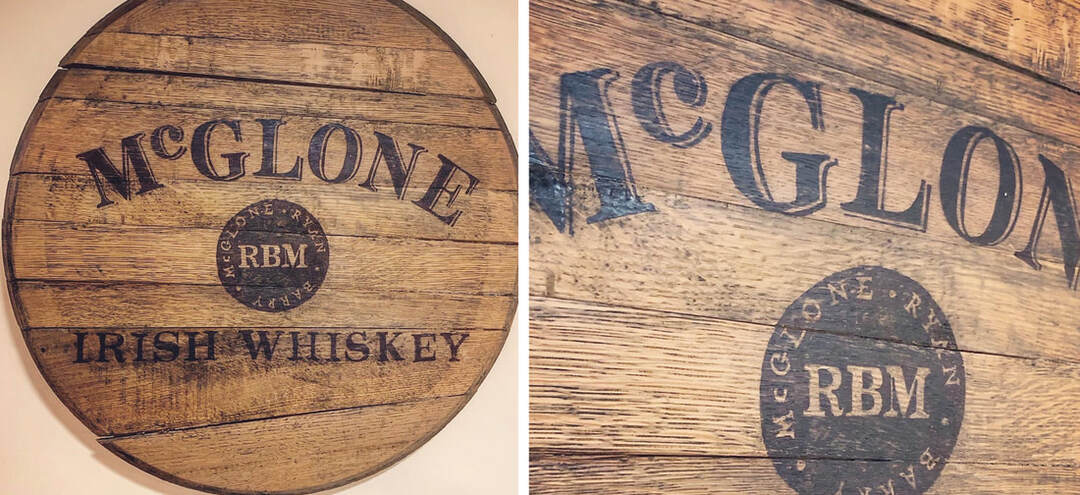 McGLONE
McGLONE • RYAN • BARRY •
RBM
IRISH WHISKEY
McGLON
McGLONE • RYAN
RBM
BARRY